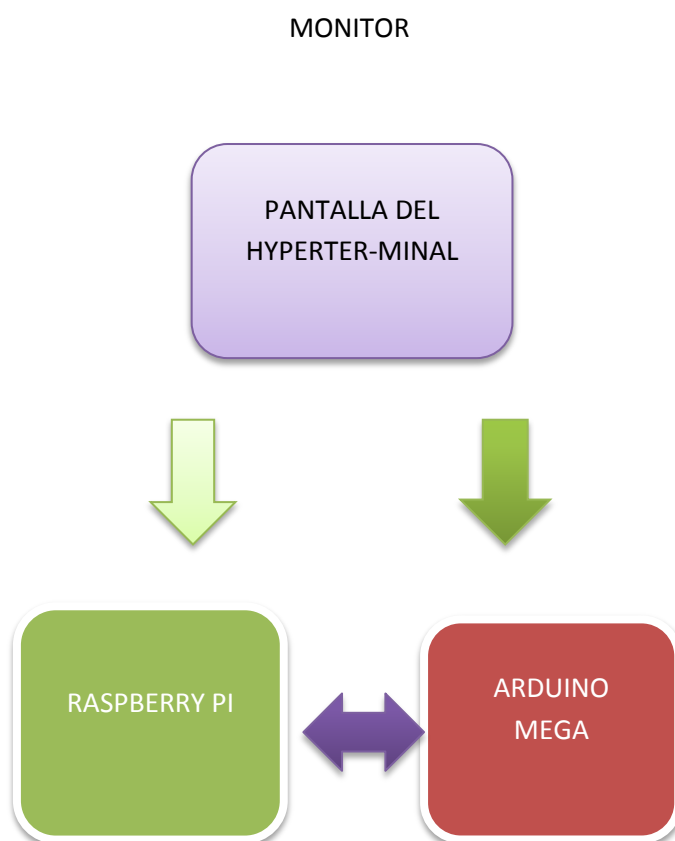 MONITOR
PANTALLA DEL
HYPERTER-MINAL
RASPBERRY PI
ARDUINO
MEGA